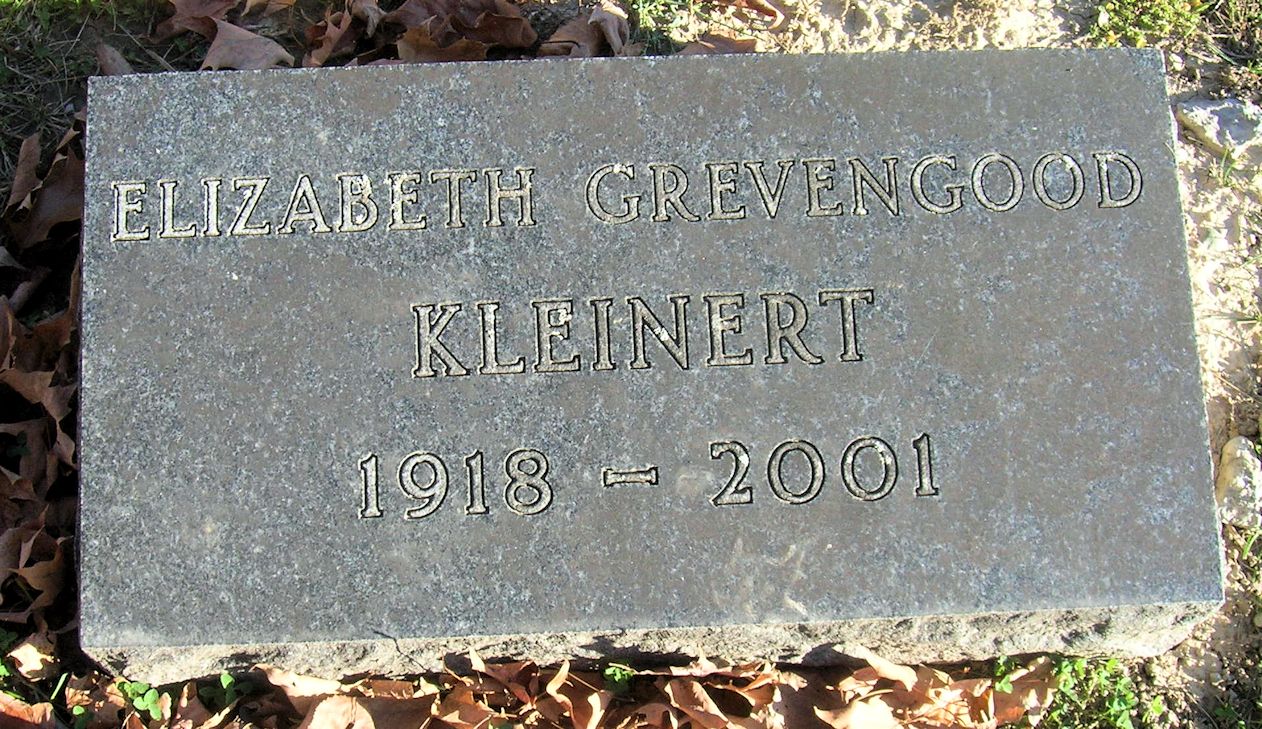 ELIZABETH GREVENGOOD
KLEINERT
1918 - 2001